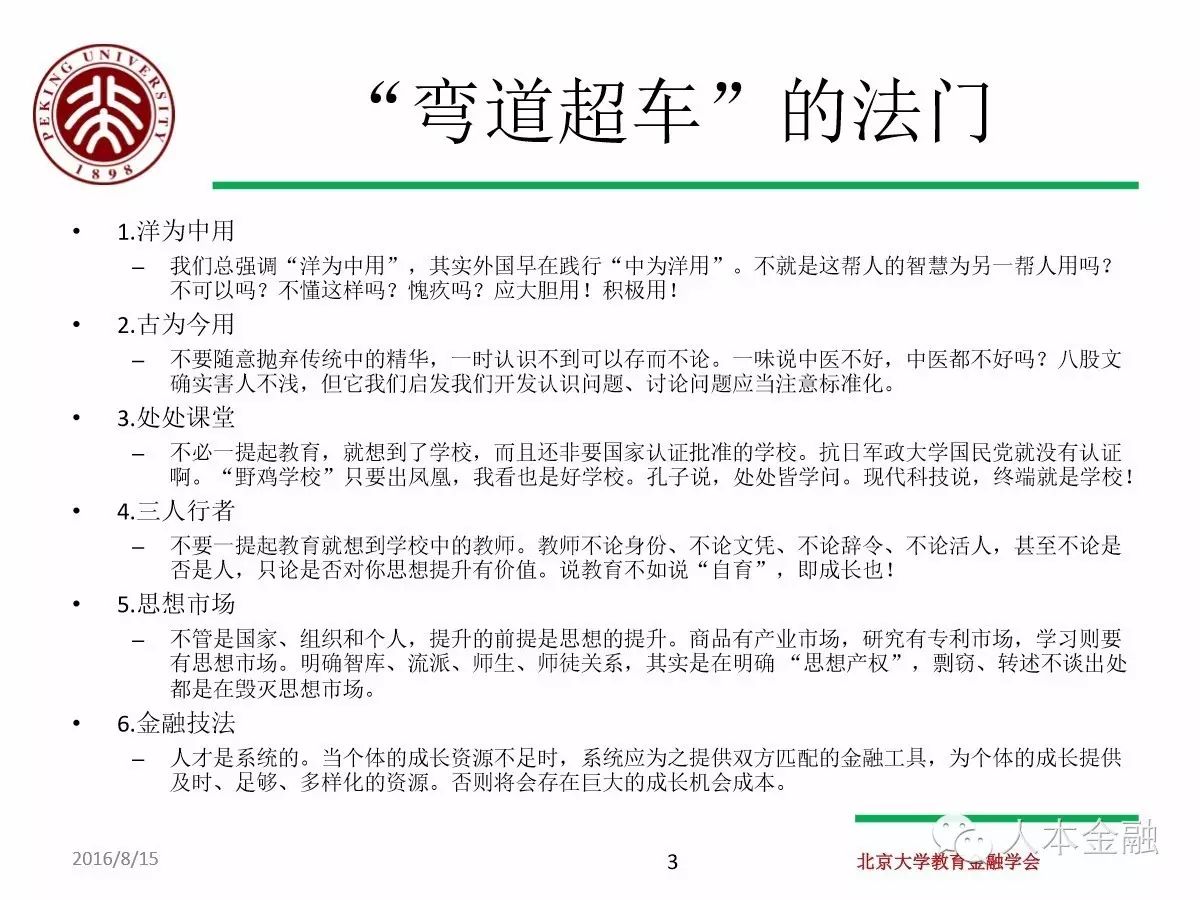 PEKING UNIVERSITY
1898
“弯道超车”的法门
• 1.洋为中用
– 我们总强调“洋为中用”，其实外国早在践行“中为洋用”。不就是这帮人的智慧为另一帮人用吗？
不可以吗？不懂这样吗？愧疚吗？应大胆用！积极用！
• 2.古为今用
– 不要随意抛弃传统中的精华，一时认识不到可以存而不论。一味说中医不好，中医都不好吗？八股文
确实害人不浅，但它我们启发我们开发认识问题、讨论问题应当注意标准化。
• 3.处处课堂
– 不必一提起教育，就想到了学校，而且还非要国家认证批准的学校。抗日军政大学国民党就没有认证
啊。“野鸡学校”只要出凤凰，我看也是好学校。孔子说，处处皆学问。现代科技说，终端就是学校！
• 4.三人行者
– 不要一提起教育就想到学校中的教师。教师不论身份、不论文凭、不论辞令、不论活人，甚至不论是
否是人，只论是否对你思想提升有价值。说教育不如说“自育”，即成长也！
• 5.思想市场
– 不管是国家、组织和个人，提升的前提是思想的提升。商品有产业市场，研究有专利市场，学习则要
有思想市场。明确智库、流派、师生、师徒关系，其实是在明确 “思想产权”，剽窃、转述不谈出处
都是在毁灭思想市场。
• 6.金融技法
– 人才是系统的。当个体的成长资源不足时，系统应为之提供双方匹配的金融工具，为个体的成长提供
及时、足够、多样化的资源。否则将会存在巨大的成长机会成本。
人本金融
2016/8/15
3
北京大学教育金融学会